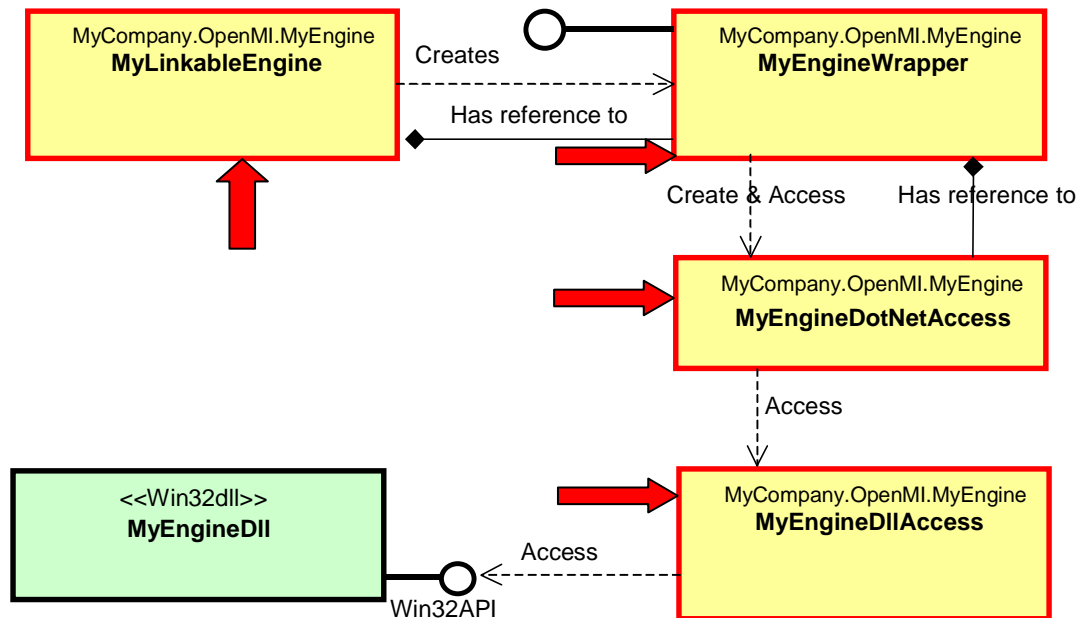 MyCompany.OpenMI.MyEngine
MyLinkableEngine
Creates
Has reference to
MyCompany.OpenMI.MyEngine
MyEngineWrapper
Create & Access
Has reference to
MyCompany.OpenMI.MyEngine
MyEngineDotNetAccess
Access
<<Win32dll>>
MyEngineDll
MyCompany.OpenMI.MyEngine
MyEngineDllAccess
Access
Win32API